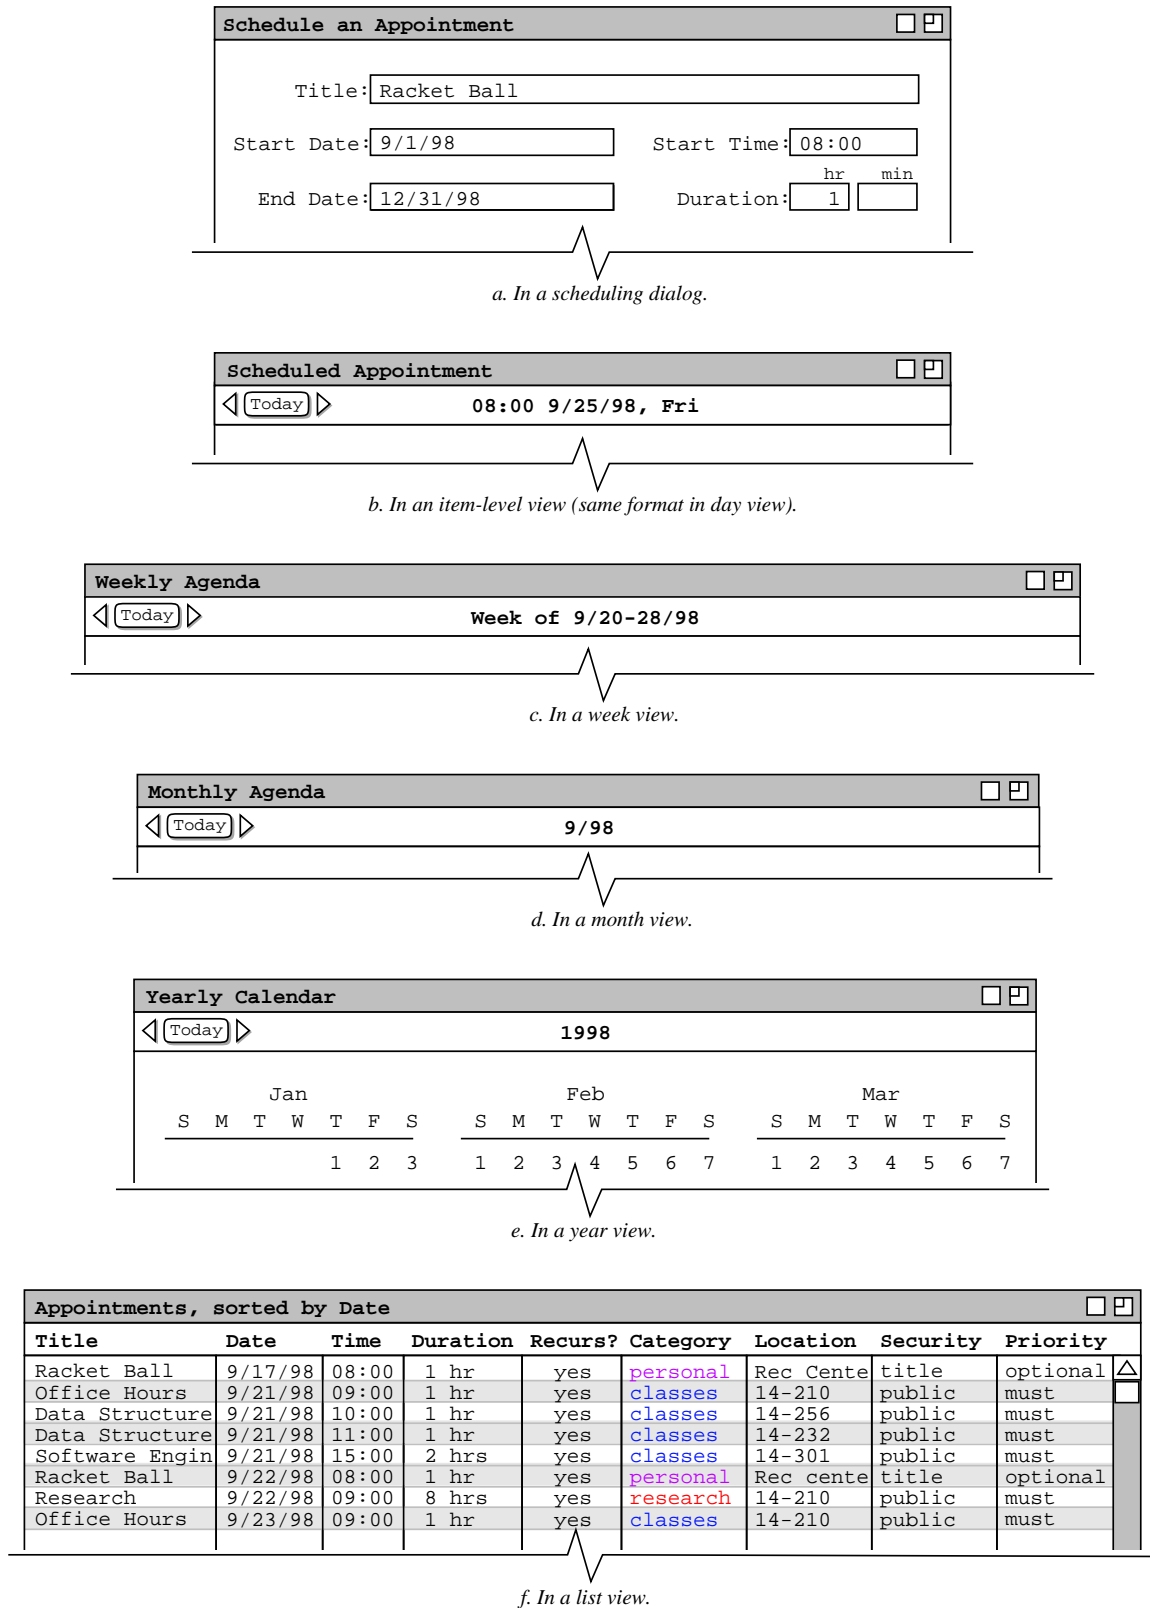 Schedule an Appointment
Title: Racket Ball
Start Date: 9/1/98 Start Time: 08:00
hr min
End Date: 12/31/98 Duration: 1
a. In a scheduling dialog.
Scheduled Appointment
Today 08:00 9/25/98, Fri
b. In an item-level view (same format in day view).
Weekly Agenda
Today Week of 9/20-28/98
c. In a week view.
Monthly Agenda
Today 9/98
d. In a month view.
Yearly Calendar
Today 1998
Jan Feb Mar
S M T W T F S S M T W T F S S M T W T F S
1 2 3 1 2 3 4 5 6 7 1 2 3 4 5 6 7
e. In a year view.
Appointments, sorted by Date
Title Date Time Duration Recurs? Category Location Security Priority
Racket Ball 9/17/98 08:00 1 hr yes personal Rec Cente title optional
Office Hours 9/21/98 09:00 1 hr yes classes 14-210 public must
Data Structure 9/21/98 10:00 1 hr yes classes 14-256 public must
Data Structure 9/21/98 11:00 1 hr yes classes 14-232 public must
Software Engin 9/21/98 15:00 2 hrs yes classes 14-301 public must
Racket Ball 9/22/98 08:00 1 hr yes personal Rec cente title optional
Research 9/22/98 09:00 8 hrs yes research 14-210 public must
Office Hours 9/23/98 09:00 1 hr yes classes 14-210 public must
f. In a list view.